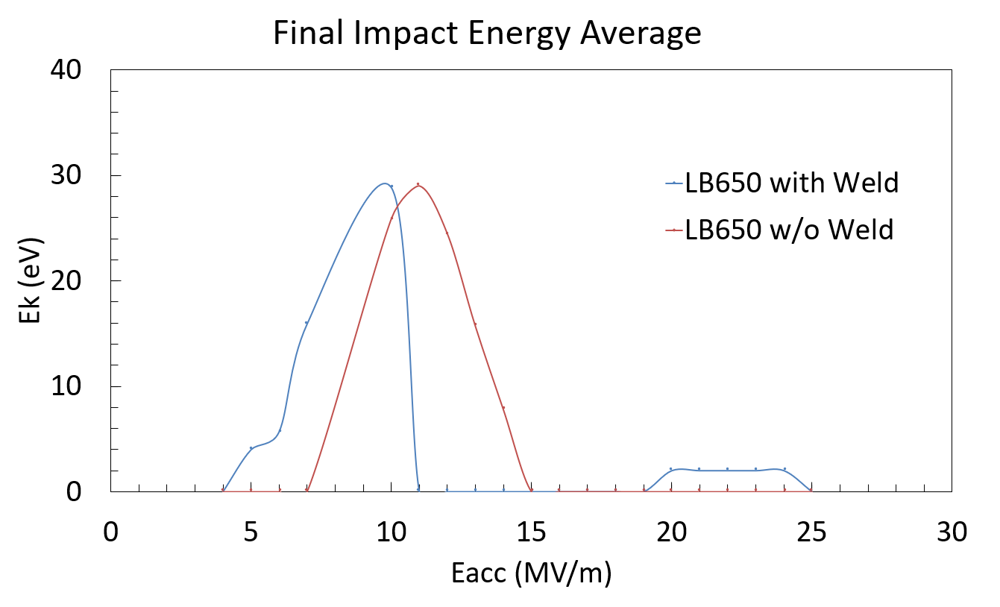 Final Impact Energy Average
40
30
20
10
0
Ek (eV)
LB650 with Weld
LB650 w/o Weld
0 5 10 15 20 25 30
Eacc (MV/m)